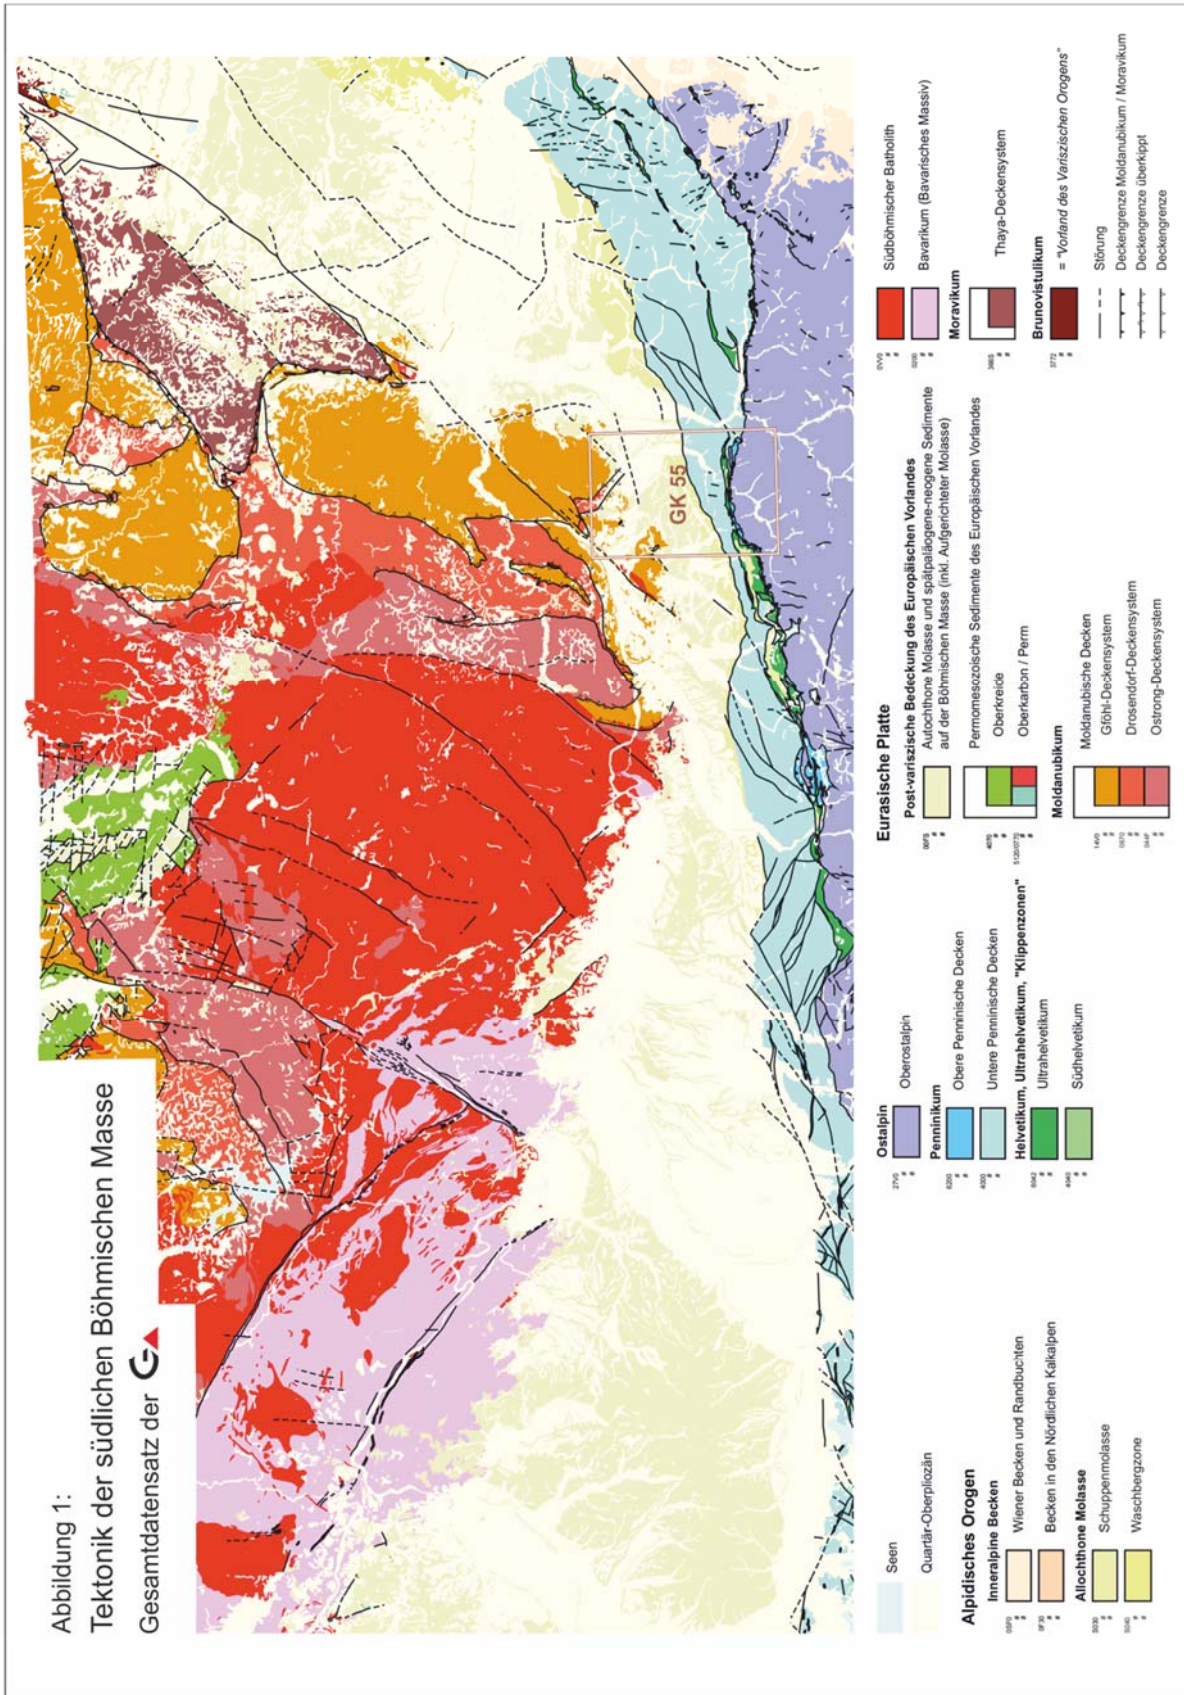 Abbildung 1:
Tektonik der südlichen Böhmischen Masse
Gesamtdatensatz der
GK 55
Seen
Quartär-Oberpliozän
Alpidisches Orogen
Inneralpine Becken
Wiener Becken und Randbuchten
Becken in den Nördlichen Kalkalpen
Allochthone Molasse
Schuppenmolasse
Waschbergzone
Ostalpin
Oberostalpin
Penninikum
Obere Penninische Decken
Untere Penninische Decken
Helvetikum, Ultrahelvetikum, "Klippenzonen"
Ultrahelvetikum
Südhelvetikum
Eurasische Platte
Post-variszische Bedeckung des Europäischen Vorlandes
Autochthone Molasse und spätpaläogene-neogene Sedimente
auf der Böhmischen Masse (inkl. Aufgerichteter Molasse)
Permomesozoische Sedimente des Europäischen Vorlandes
Oberkreide
Oberkarbon / Perm
Moldanubikum
Moldanubische Decken
Gföhl-Deckensystem
Drosendorf-Deckensystem
Ostrong-Deckensystem
Südböhmischer Batholith
Bavarikum (Bavarisches Massiv)
Moravikum
Thaya-Deckensystem
Brunovistulikum
= "Vorland des Variszischen Orogens"
Störung
Deckengrenze Moldanubikum / Moravikum
Deckengrenze überkippt
Deckengrenze